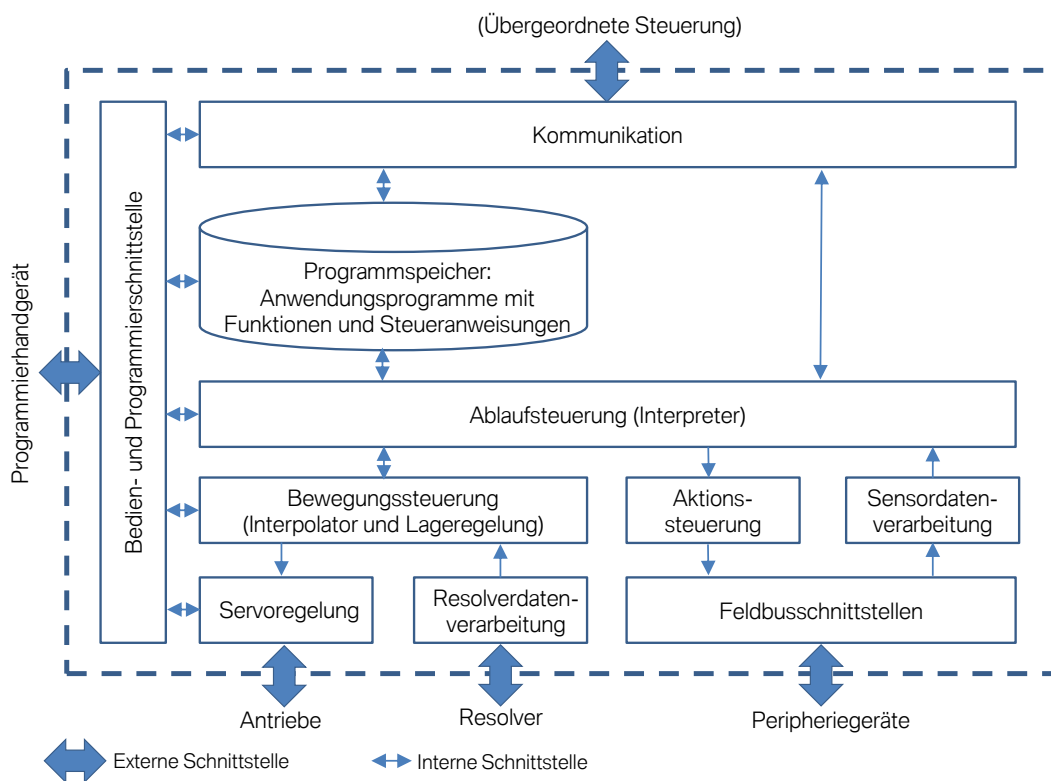 (Übergeordnete Steuerung)
Kommunikation
Programmierhandgerät
Bedien- und Programmierschnittstelle
Programmspeicher:
Anwendungsprogramme mit
Funktionen und Steueranweisungen
Ablaufsteuerung (Interpreter)
Bewegungssteuerung
(Interpolator und Lageregelung)
Aktions-
steuerung
Sensordaten-
verarbeitung
Servoregelung
Resolverdaten-
verarbeitung
Feldbusschnittstellen
Antriebe
Resolver
Peripheriegeräte
Externe Schnittstelle
Interne Schnittstelle